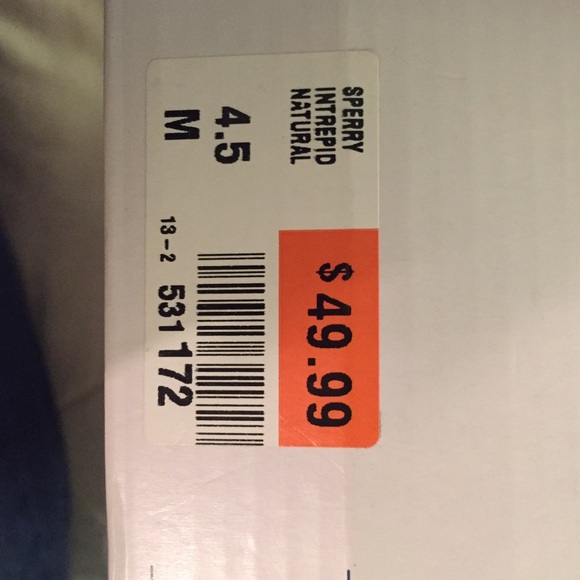 SPERRY
INTREPID
NATURAL
4.5
M
$49.99
13-2 531172